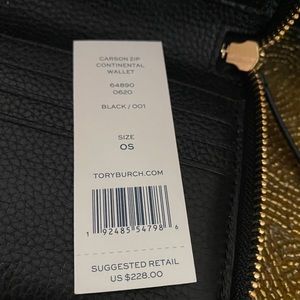 CARSON ZIP
CONTINENTAL
WALLET
64890
0620
BLACK / 001
SIZE
OS
TORYBURCH.COM
1 92485 54798 6
SUGGESTED RETAIL
US $228.00